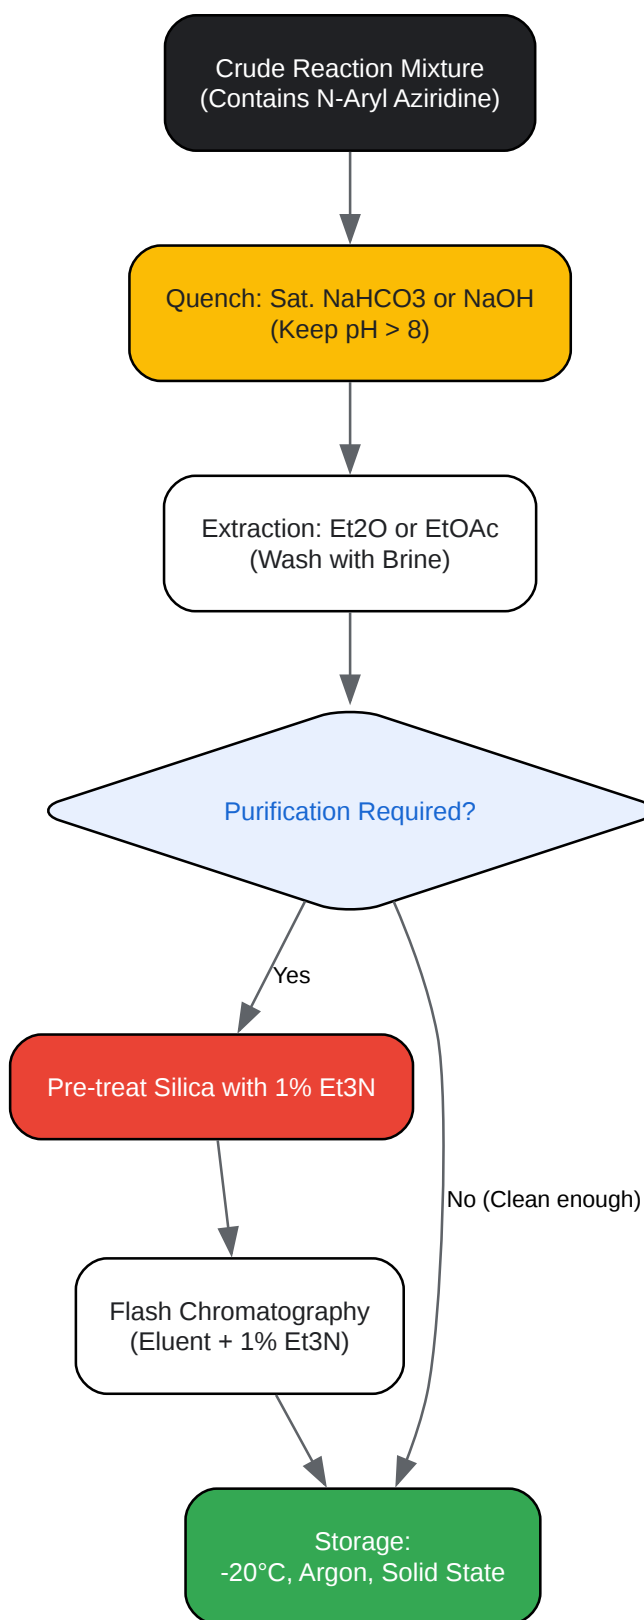 Crude Reaction Mixture
(Contains N-Aryl Aziridine)
Quench: Sat. NaHCO3 or NaOH
(Keep pH > 8)
Extraction: Et2O or EtOAc
(Wash with Brine)
Purification Required?
Yes
Pre-treat Silica with 1% Et3N
No (Clean enough)
Flash Chromatography
(Eluent + 1% Et3N)
Storage:
-20°C, Argon, Solid State